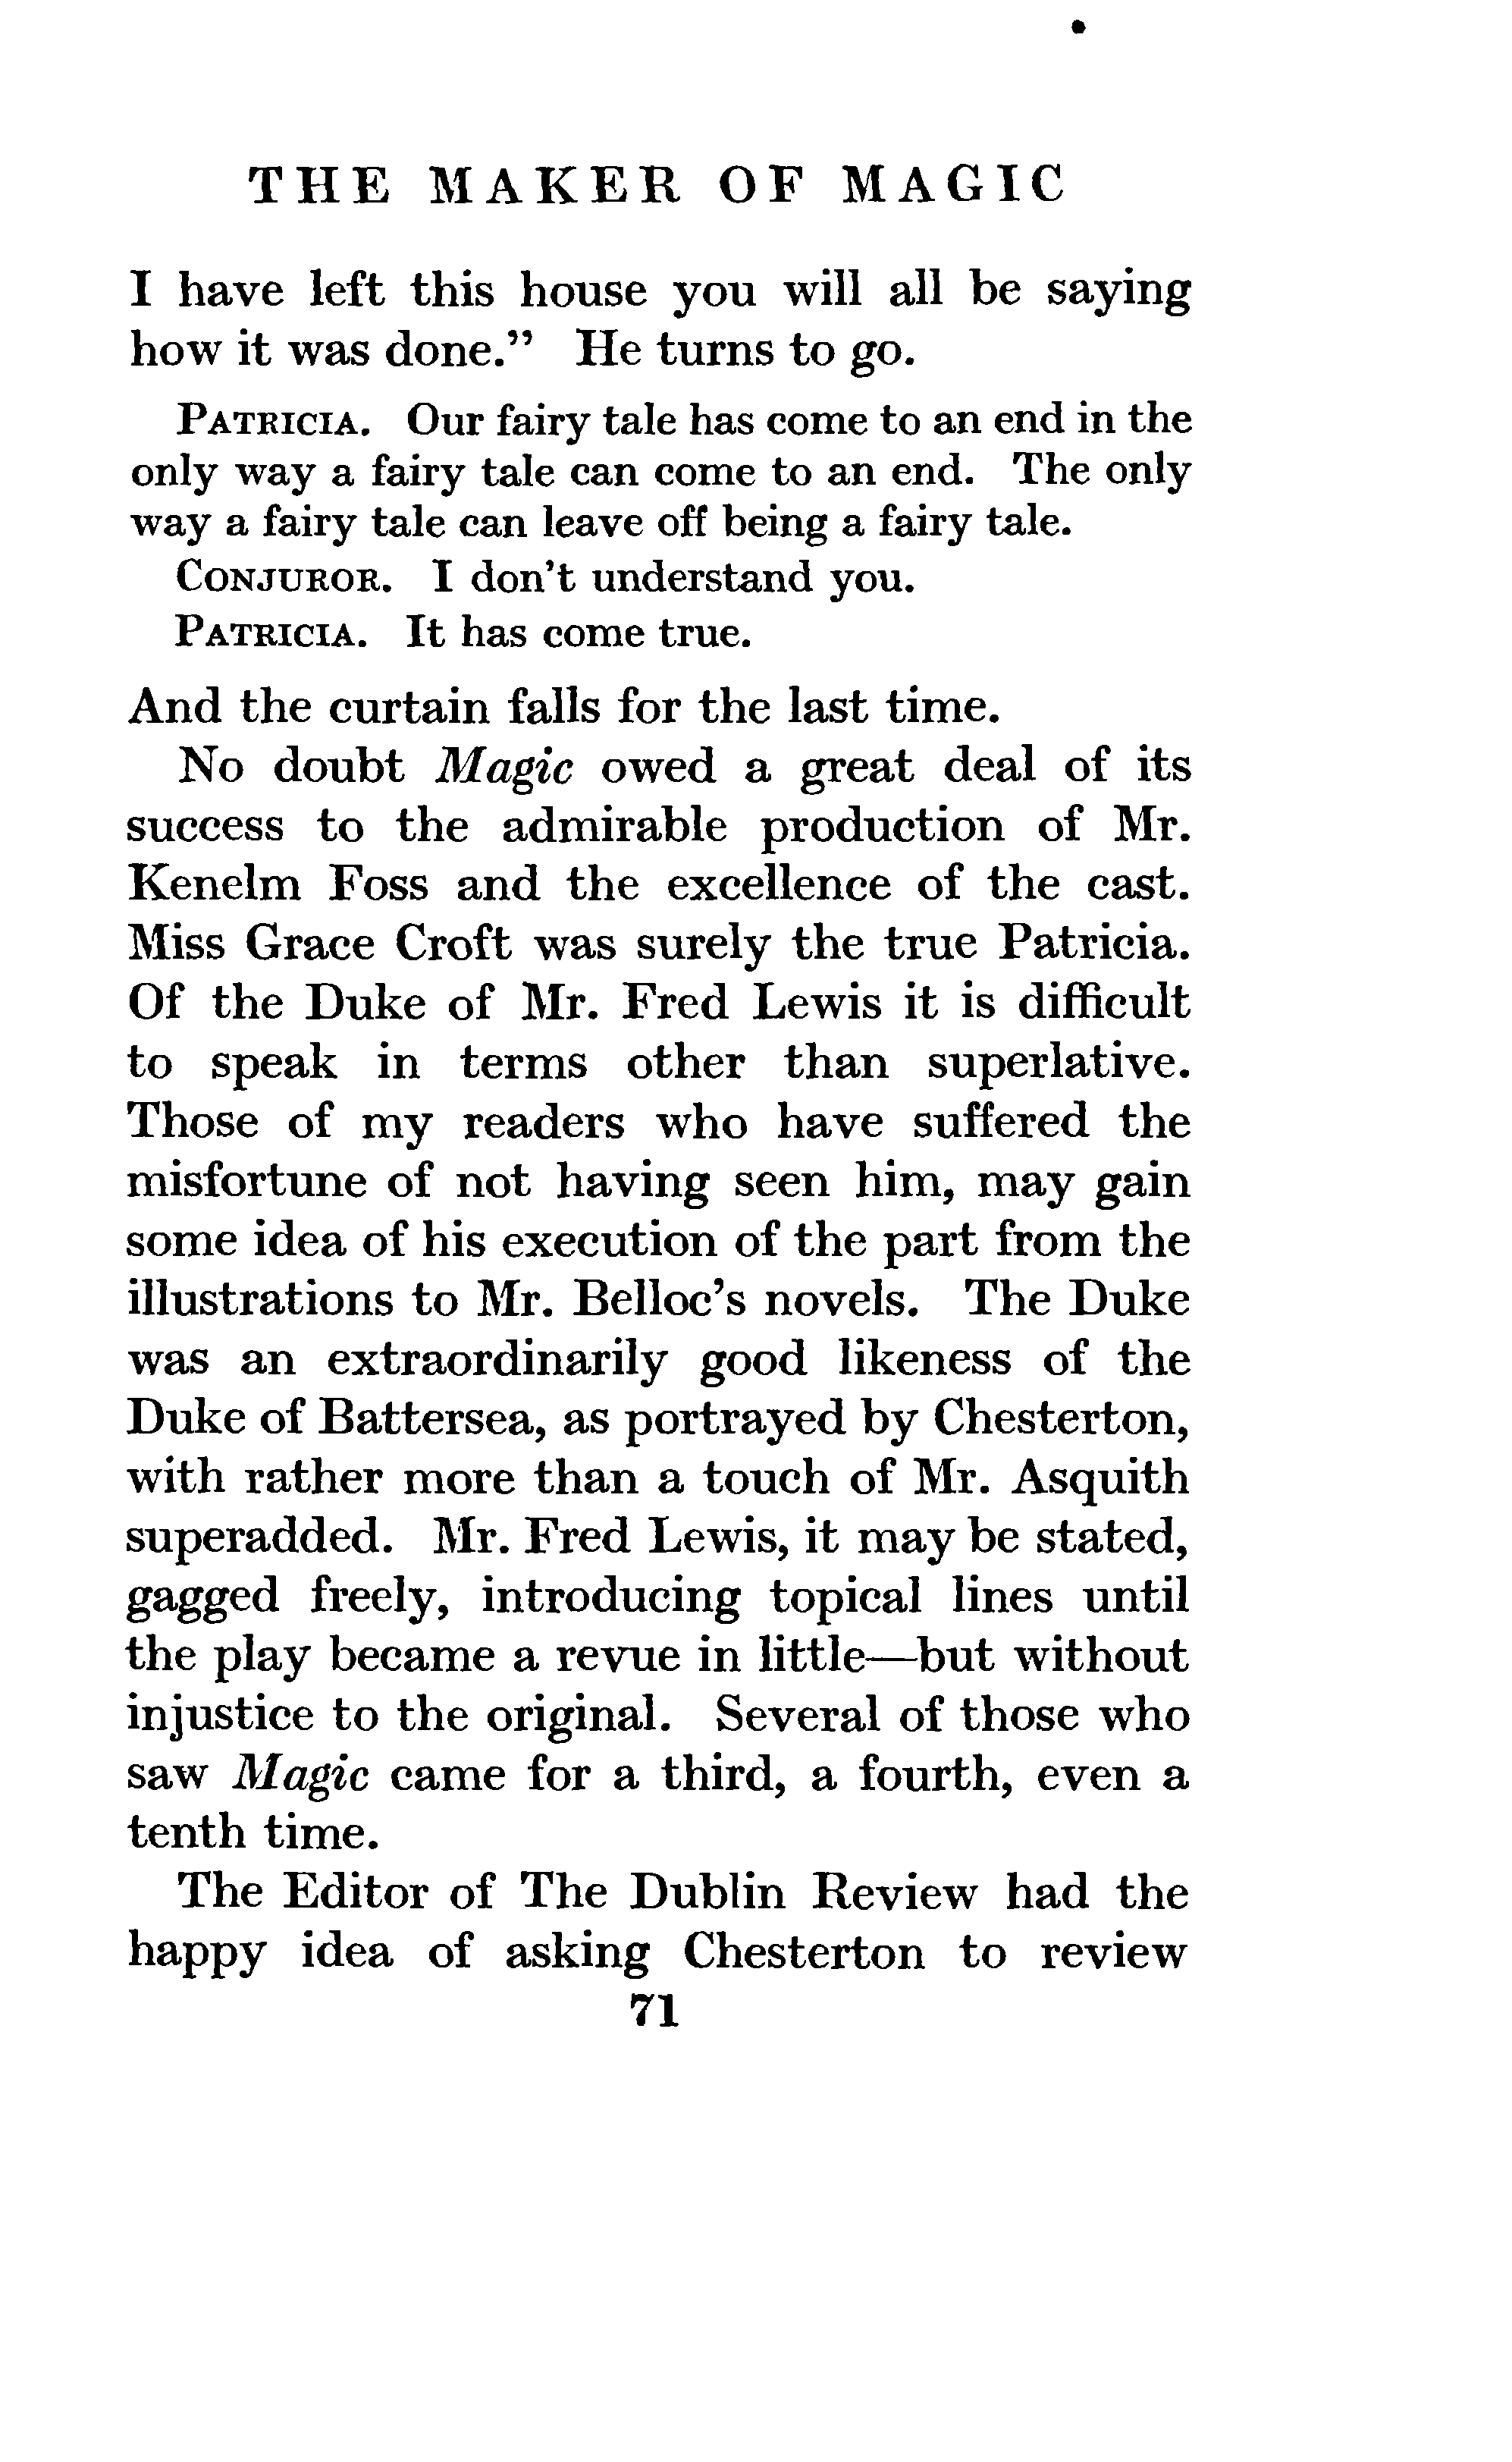 THE MAKER OF MAGIC
I have left this house you will all be saying
how it was done.” He turns to go.
PATRICIA. Our fairy tale has come to an end in the
only way a fairy tale can come to an end. The only
way a fairy tale can leave off being a fairy tale.
CONJUROR. I don’t understand you.
PATRICIA. It has come true.
And the curtain falls for the last time.
No doubt Magic owed a great deal of its
success to the admirable production of Mr.
Kenelm Foss and the excellence of the cast.
Miss Grace Croft was surely the true Patricia.
Of the Duke of Mr. Fred Lewis it is difficult
to speak in terms other than superlative.
Those of my readers who have suffered the
misfortune of not having seen him, may gain
some idea of his execution of the part from the
illustrations to Mr. Belloc’s novels. The Duke
was an extraordinarily good likeness of the
Duke of Battersea, as portrayed by Chesterton,
with rather more than a touch of Mr. Asquith
superadded. Mr. Fred Lewis, it may be stated,
gagged freely, introducing topical lines until
the play became a revue in little—but without
injustice to the original. Several of those who
saw Magic came for a third, a fourth, even a
tenth time.
The Editor of The Dublin Review had the
happy idea of asking Chesterton to review
71